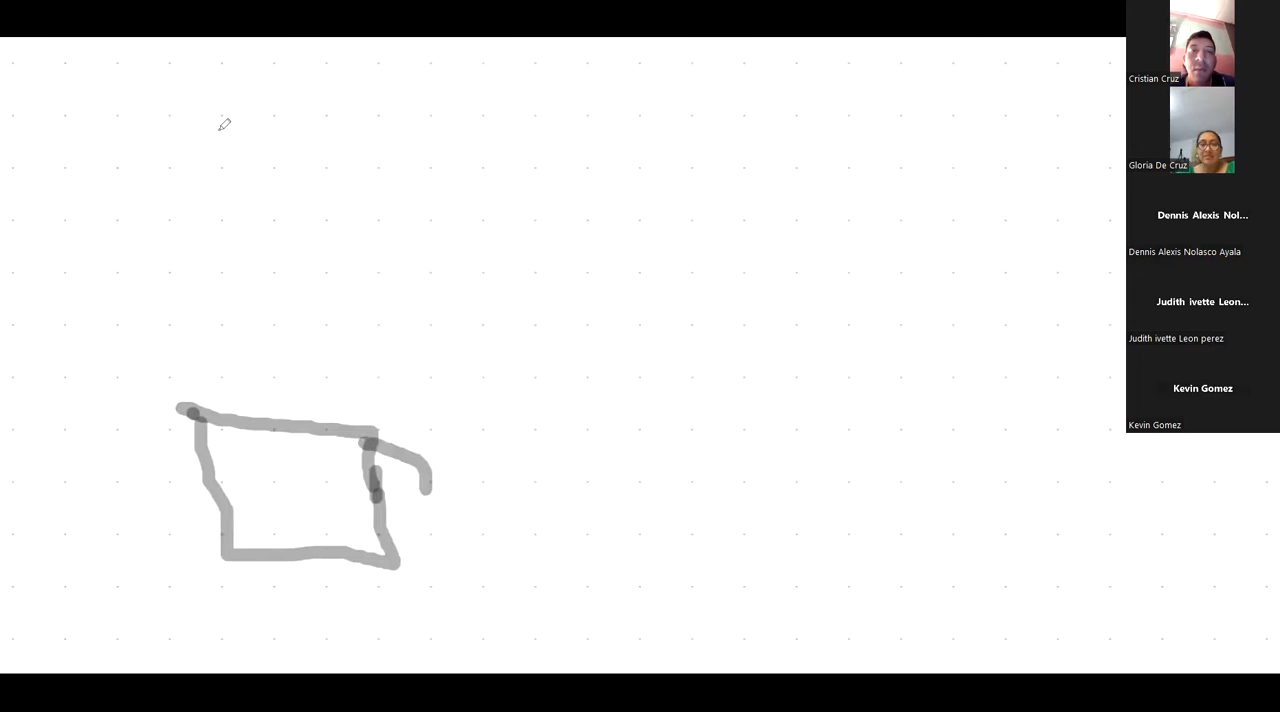 Cristian Cruz
Gloria De Cruz
Dennis Alexis Nol...
Dennis Alexis Nolasco Ayala
Judith ivette Leon...
Judith ivette Leon perez
Kevin Gomez
Kevin Gomez